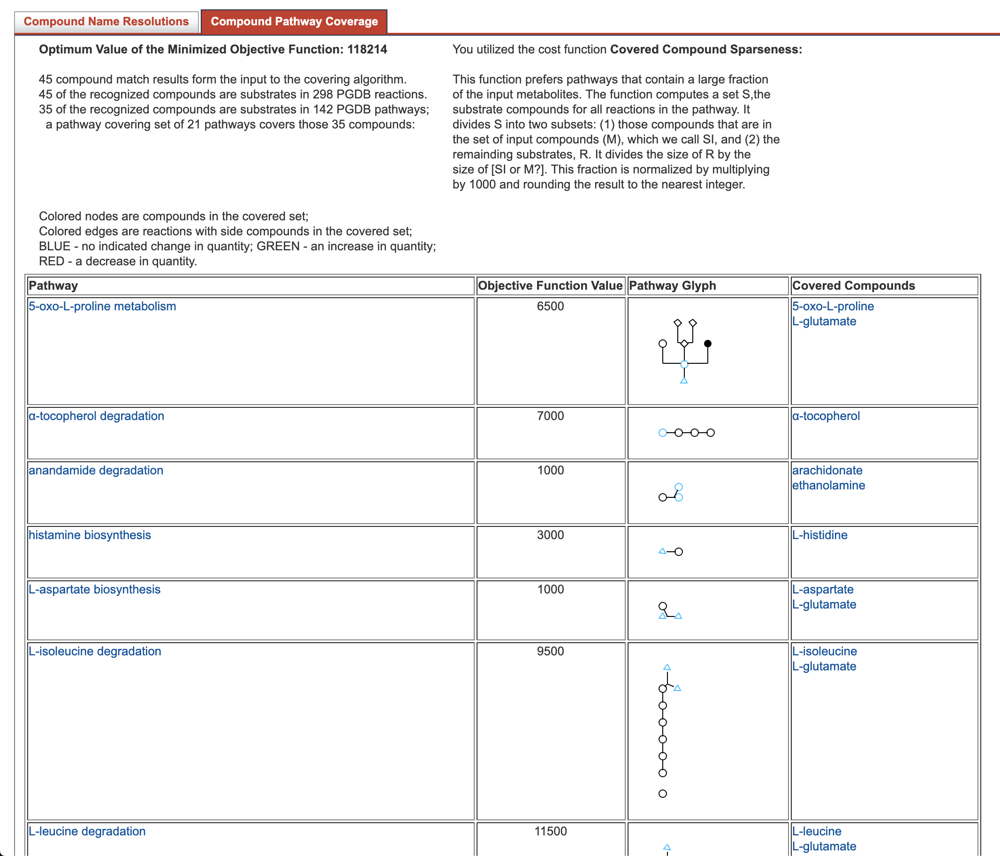 Compound Name Resolutions
Compound Pathway Coverage
Optimum Value of the Minimized Objective Function: 118214
45 compound match results form the input to the covering algorithm.
45 of the recognized compounds are substrates in 298 PGDB reactions.
35 of the recognized compounds are substrates in 142 PGDB pathways;
a pathway covering set of 21 pathways covers those 35 compounds:
You utilized the cost function Covered Compound Sparseness:
This function prefers pathways that contain a large fraction
of the input metabolites. The function computes a set S,the
substrate compounds for all reactions in the pathway. It
divides S into two subsets: (1) those compounds that are in
the set of input compounds (M), which we call SI, and (2) the
remainding substrates, R. It divides the size of R by the
size of [SI or M?]. This fraction is normalized by multiplying
by 1000 and rounding the result to the nearest integer.
Colored nodes are compounds in the covered set;
Colored edges are reactions with side compounds in the covered set;
BLUE - no indicated change in quantity; GREEN - an increase in quantity;
RED - a decrease in quantity.
Pathway
Objective Function Value
Pathway Glyph
Covered Compounds
5-oxo-L-proline metabolism
6500
5-oxo-L-proline
L-glutamate
α-tocopherol degradation
7000
α-tocopherol
anandamide degradation
1000
arachidonate
ethanolamine
histamine biosynthesis
3000
L-histidine
L-aspartate biosynthesis
1000
L-aspartate
L-glutamate
L-isoleucine degradation
9500
L-isoleucine
L-glutamate
L-leucine degradation
11500
L-leucine
L-glutamate